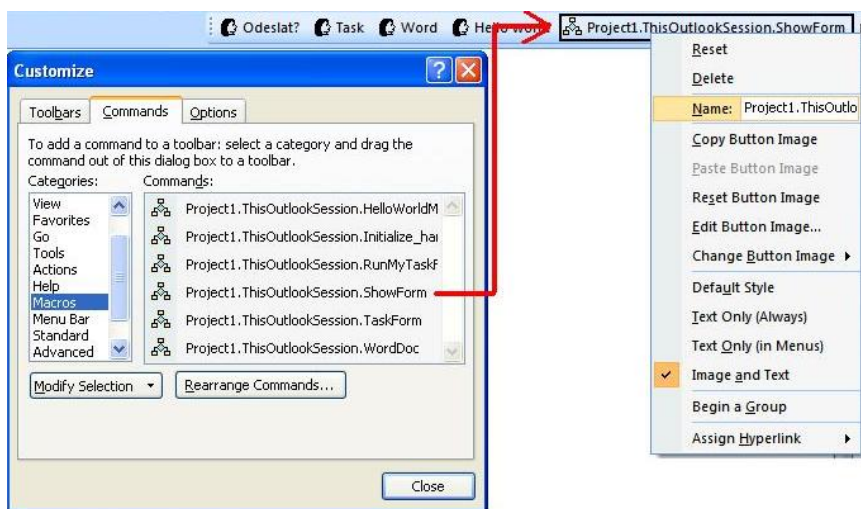 Odeslat? Task Word Hello World Project1.ThisOutlookSession.ShowForm
Customize
Toolbars Commands Options
To add a command to a toolbar: select a category and drag the
command out of this dialog box to a toolbar.
Categories: Commands:
View
Favorites
Go
Tools
Actions
Help
Macros
Menu Bar
Standard
Advanced
Project1.ThisOutlookSession.HelloWorldM
Project1.ThisOutlookSession.Initialize_hai
Project1.ThisOutlookSession.RunMyTaskF
Project1.ThisOutlookSession.ShowForm
Project1.ThisOutlookSession.TaskForm
Project1.ThisOutlookSession.WordDoc
Modify Selection Rearrange Commands...
Close
Reset
Delete
Name: Project1.ThisOutlo
Copy Button Image
Paste Button Image
Reset Button Image
Edit Button Image...
Change Button Image
Default Style
Text Only (Always)
Text Only (in Menus)
Image and Text
Begin a Group
Assign Hyperlink